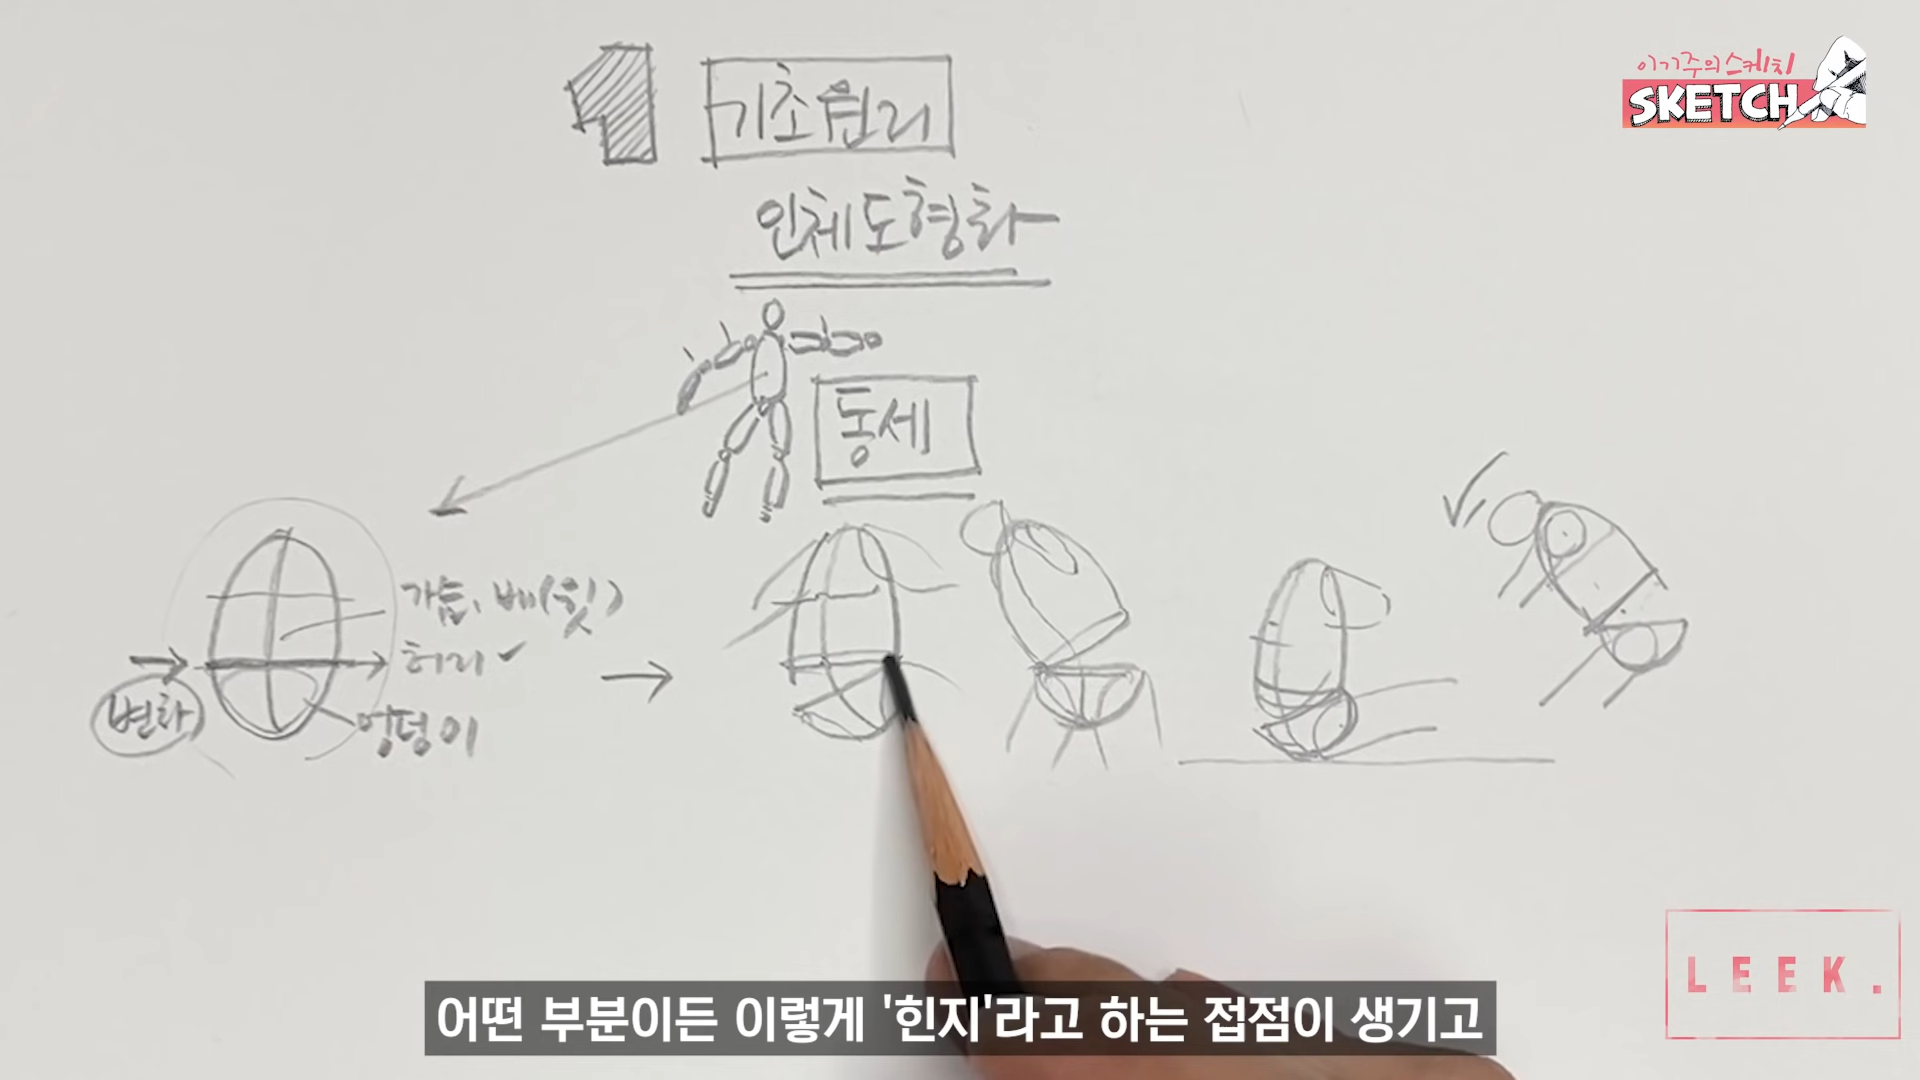 1 기초원리
이기주의스케치
SKETCH
인체도형화
동세
가슴, 배(윗)
허리 ✓
변화
엉덩이
LEEK.
어떤 부분이든 이렇게 '힌지'라고 하는 접점이 생기고